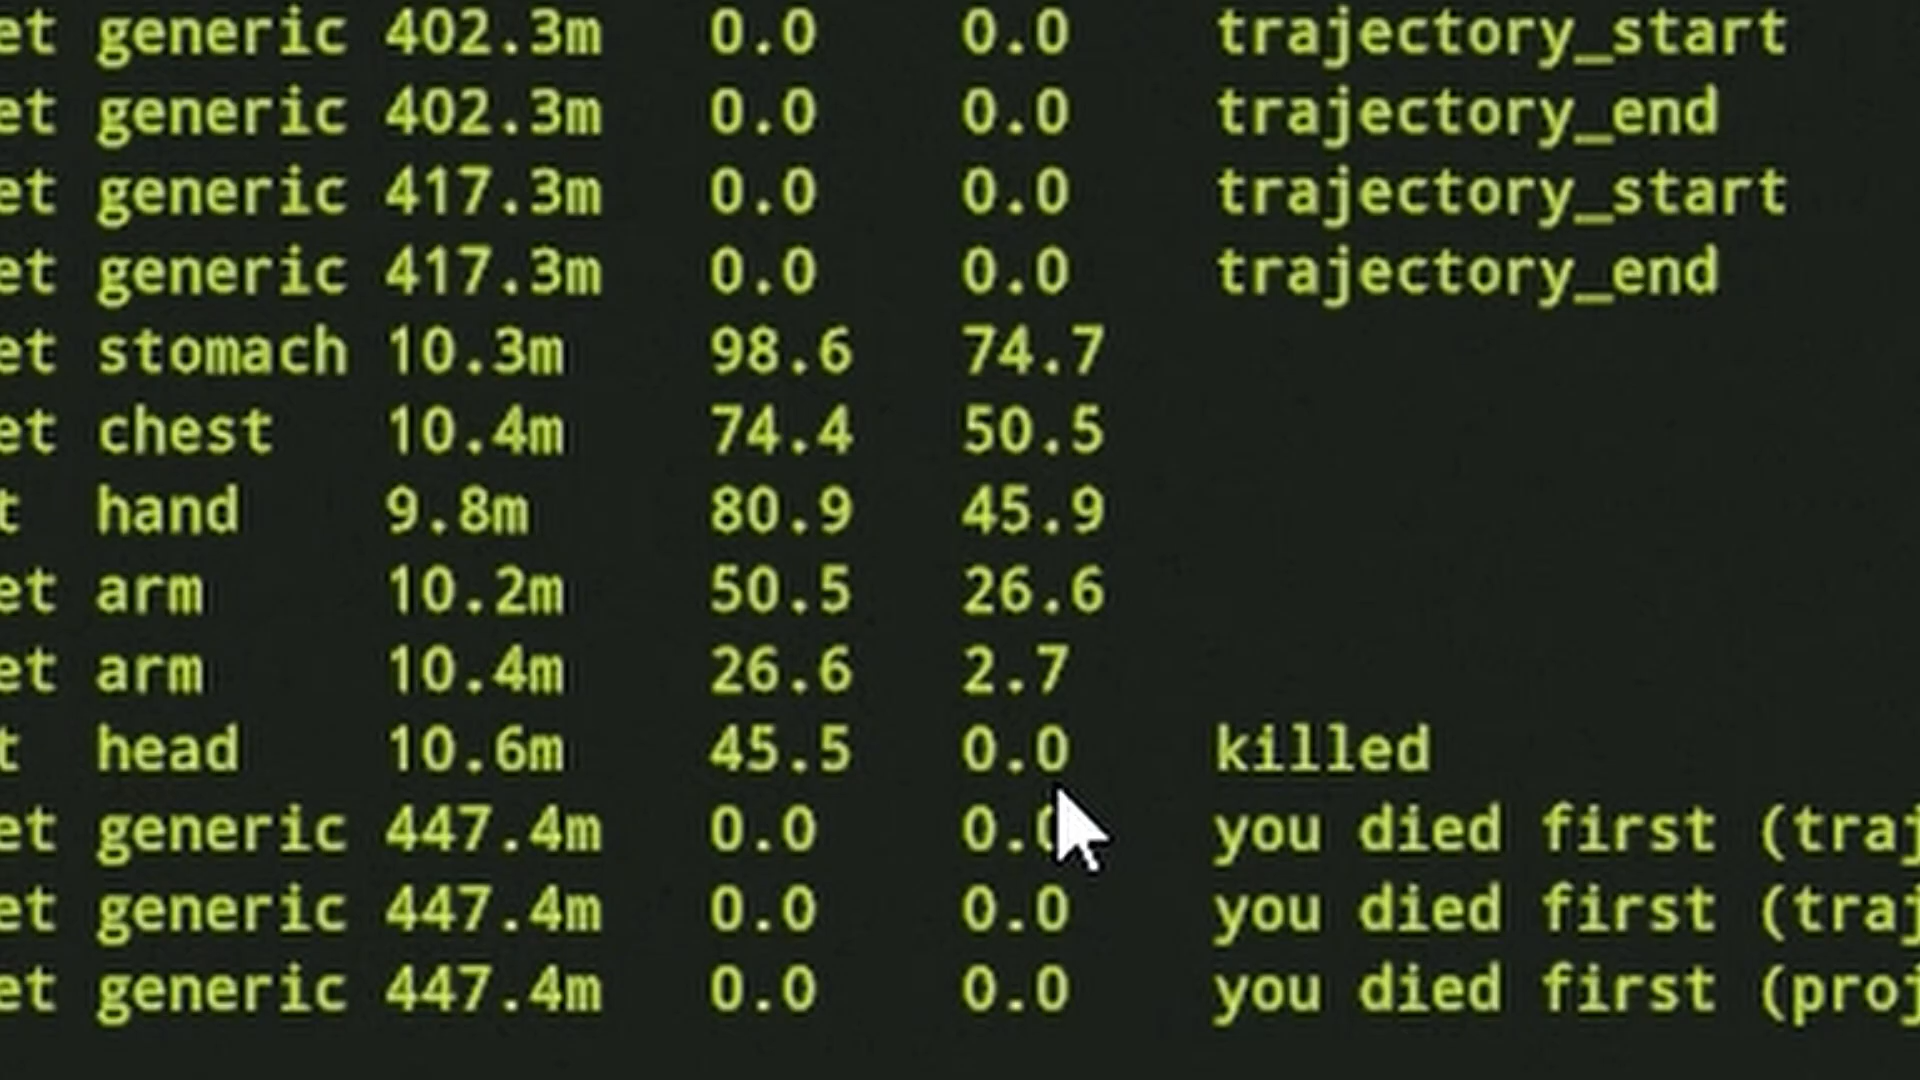 et generic 402.3m 0.0 0.0 trajectory_start
et generic 402.3m 0.0 0.0 trajectory_end
et generic 417.3m 0.0 0.0 trajectory_start
et generic 417.3m 0.0 0.0 trajectory_end
et stomach 10.3m 98.6 74.7
et chest 10.4m 74.4 50.5
t hand 9.8m 80.9 45.9
et arm 10.2m 50.5 26.6
et arm 10.4m 26.6 2.7
t head 10.6m 45.5 0.0 killed
et generic 447.4m 0.0 0.0 you died first (traj
et generic 447.4m 0.0 0.0 you died first (traj
et generic 447.4m 0.0 0.0 you died first (proj